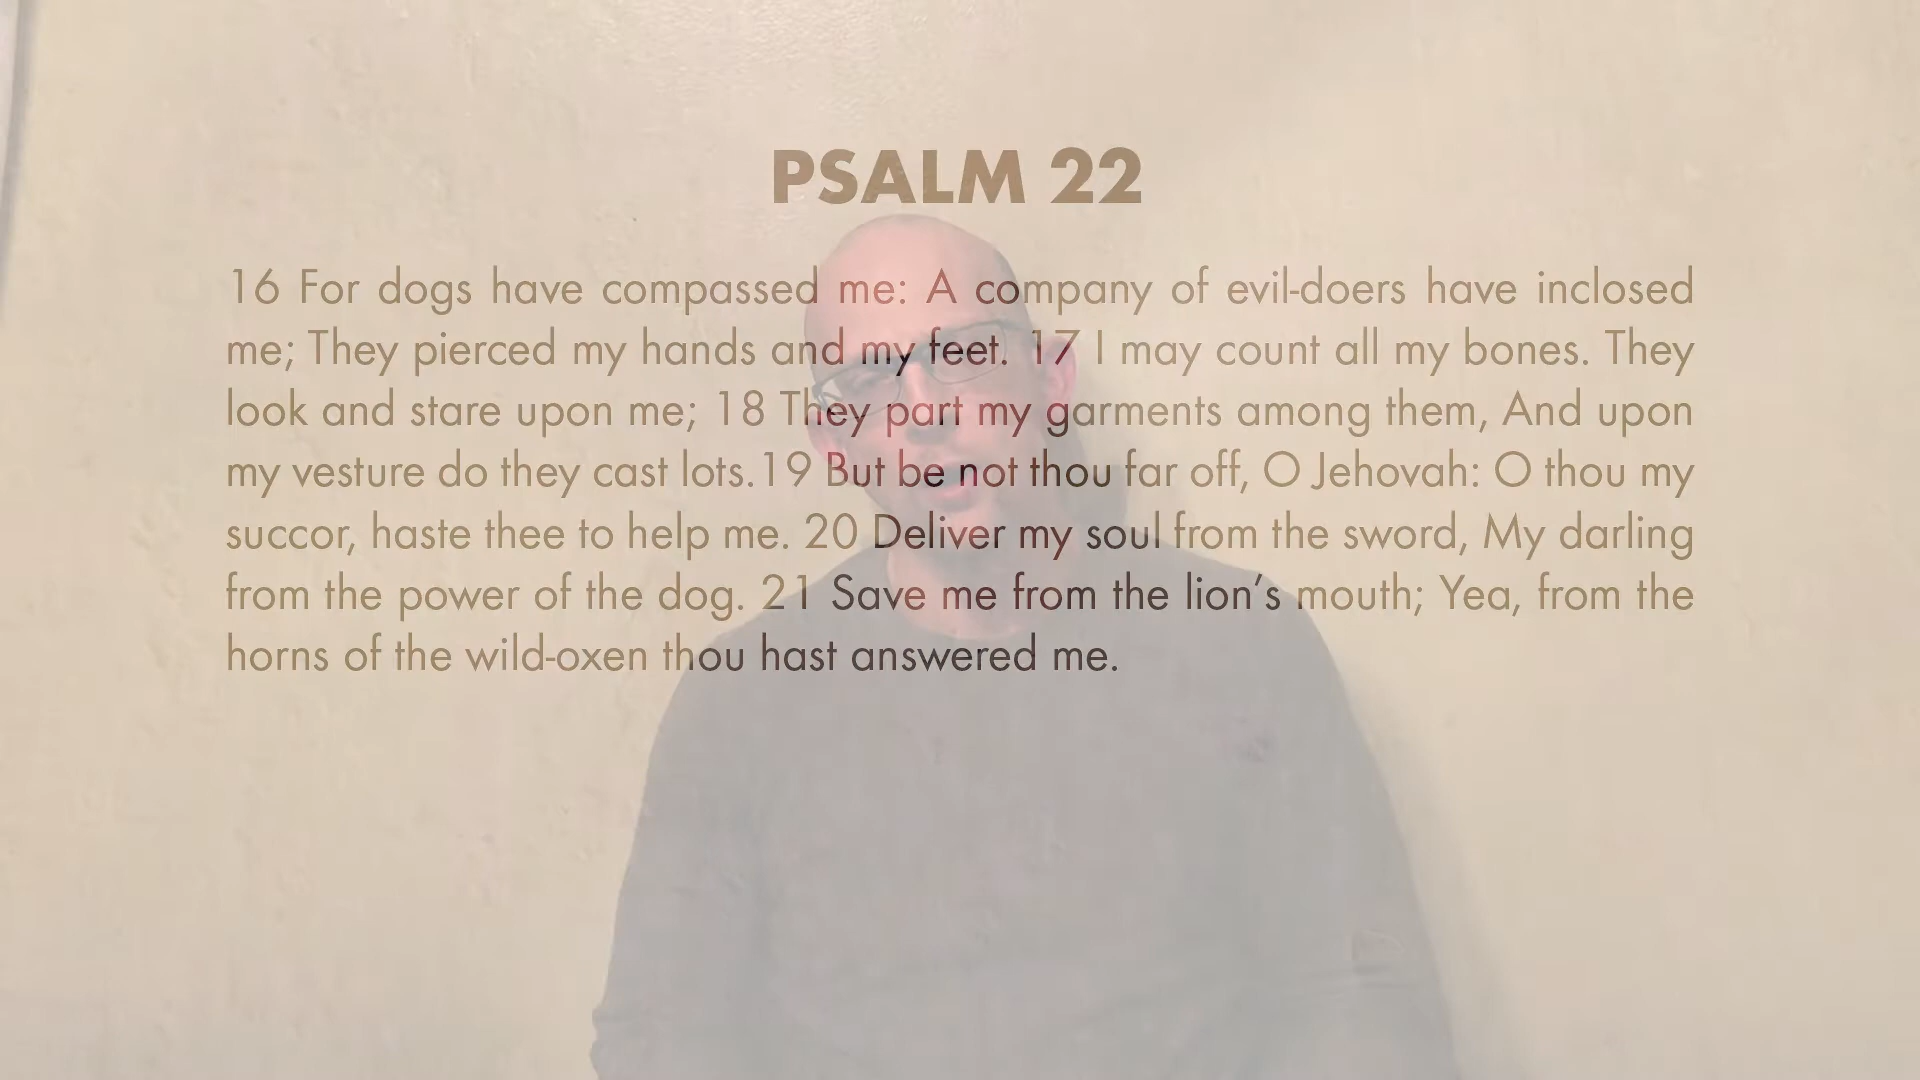 PSALM 22
16 For dogs have compassed me: A company of evil-doers have inclosed
me; They pierced my hands and my feet. 17 I may count all my bones. They
look and stare upon me; 18 They part my garments among them, And upon
my vesture do they cast lots.19 But be not thou far off, O Jehovah: O thou my
succor, haste thee to help me. 20 Deliver my soul from the sword, My darling
from the power of the dog. 21 Save me from the lion’s mouth; Yea, from the
horns of the wild-oxen thou hast answered me.